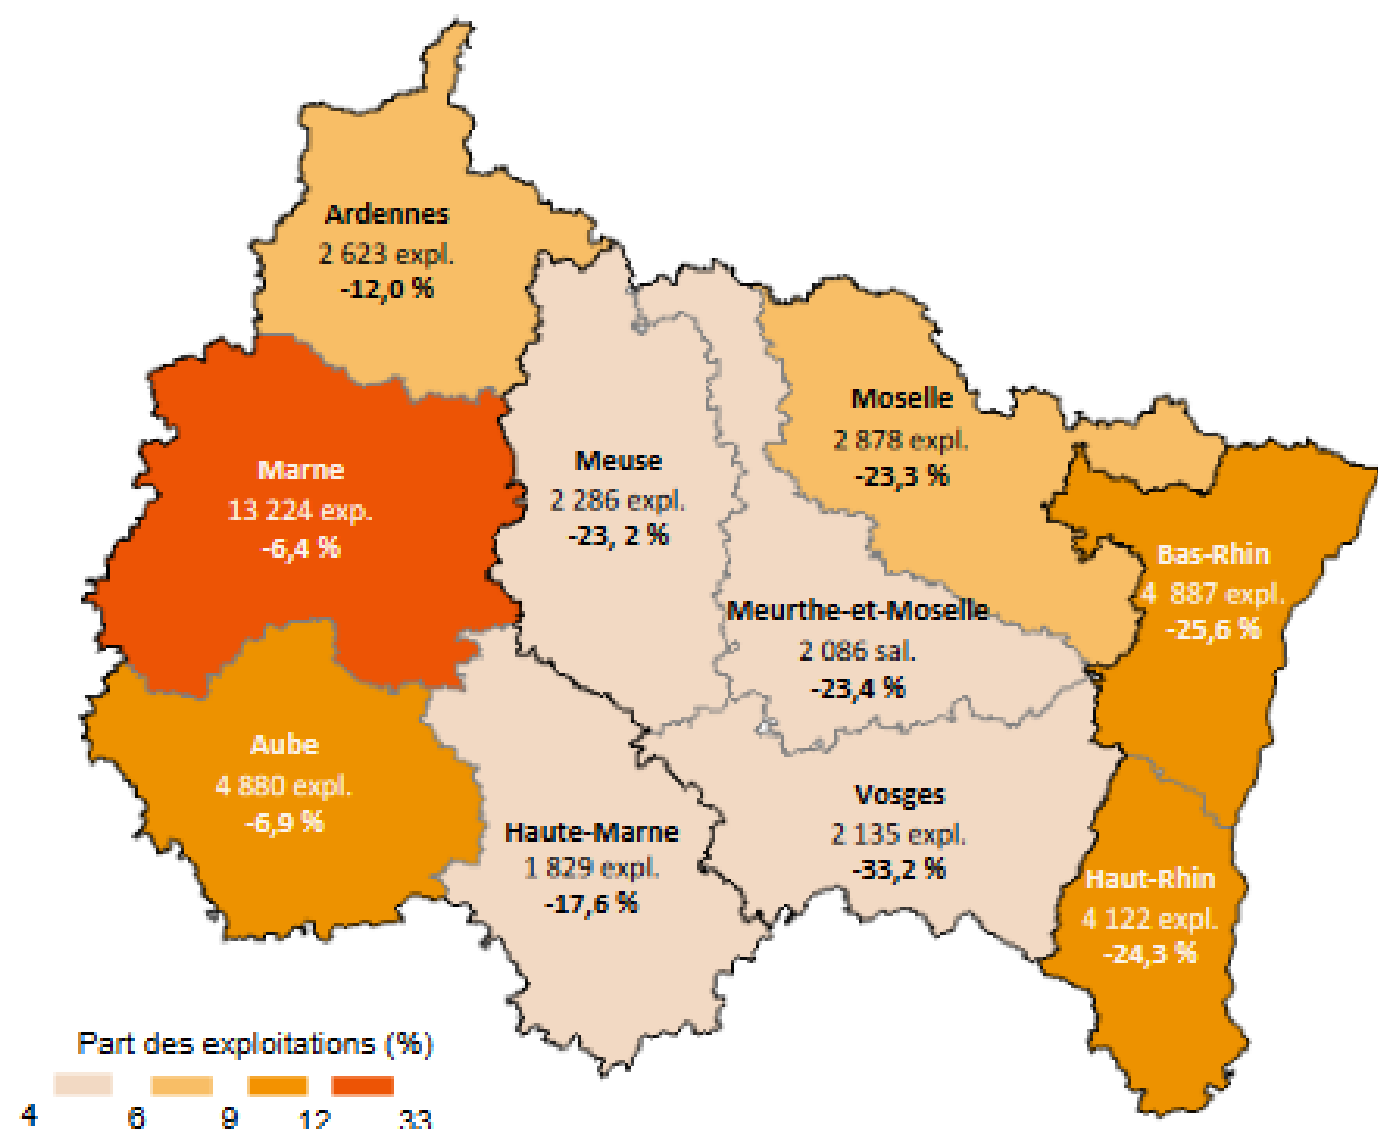 Ardennes
2 623 expl.
-12,0 %
Marne
13 224 exp.
-6,4 %
Meuse
2 286 expl.
-23, 2 %
Moselle
2 878 expl.
-23,3 %
Bas-Rhin
4 887 expl.
-25,6 %
Meurthe-et-Moselle
2 086 sal.
-23,4 %
Aube
4 880 expl.
-6,9 %
Haute-Marne
1 829 expl.
-17,6 %
Vosges
2 135 expl.
-33,2 %
Haut-Rhin
4 122 expl.
-24,3 %
Part des exploitations (%)
4 6 9 12 33